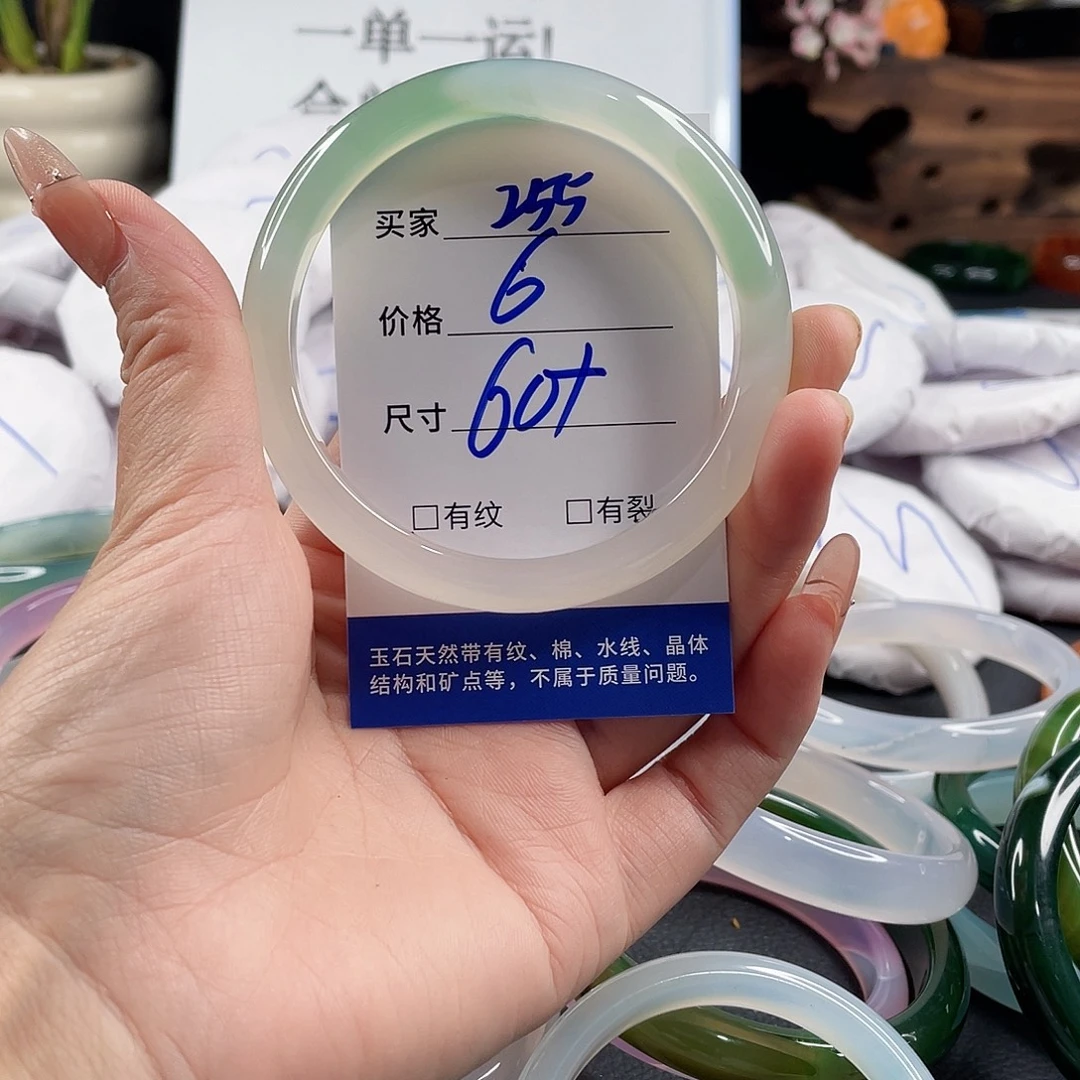 一单一运!
买家 255
价格 6
尺寸 60+
□有纹 □有裂
玉石天然带有纹、棉、水线、晶体
结构和矿点等，不属于质量问题。